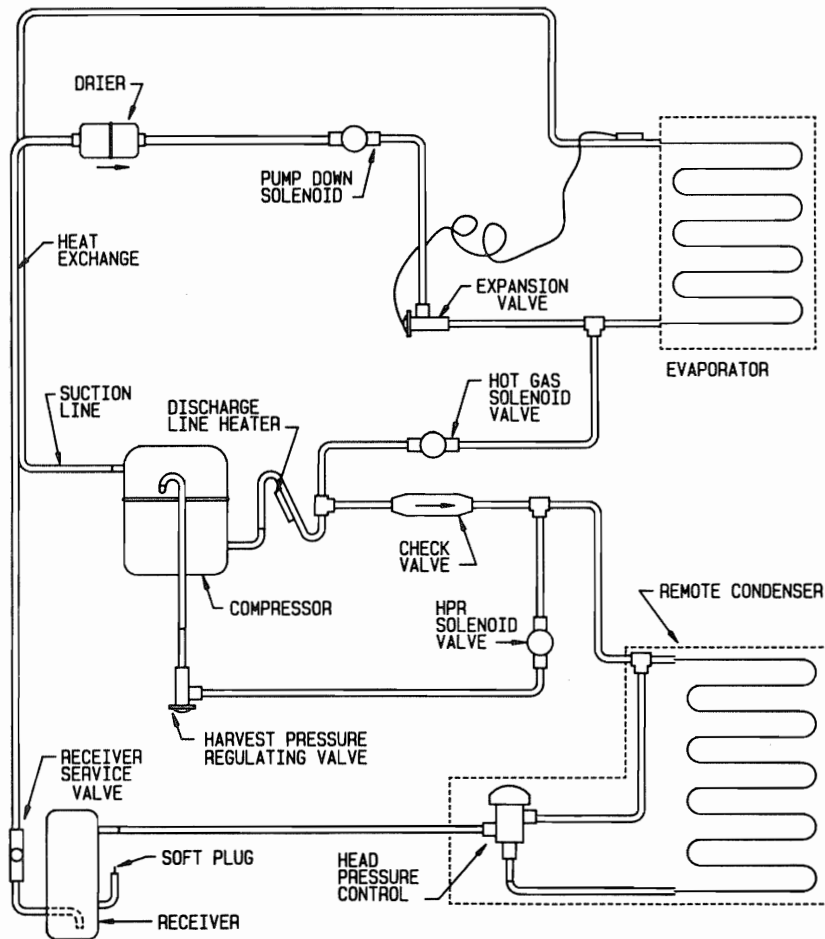 DRIER
PUMP DOWN
SOLENOID
HEAT
EXCHANGE
EXPANSION
VALVE
EVAPORATOR
SUCTION
LINE
DISCHARGE
LINE HEATER
HOT GAS
SOLENOID
VALVE
CHECK
VALVE
COMPRESSOR
HPR
SOLENOID
VALVE
REMOTE CONDENSER
HARVEST PRESSURE
REGULATING VALVE
RECEIVER
SERVICE
VALVE
SOFT PLUG
HEAD
PRESSURE
CONTROL
RECEIVER